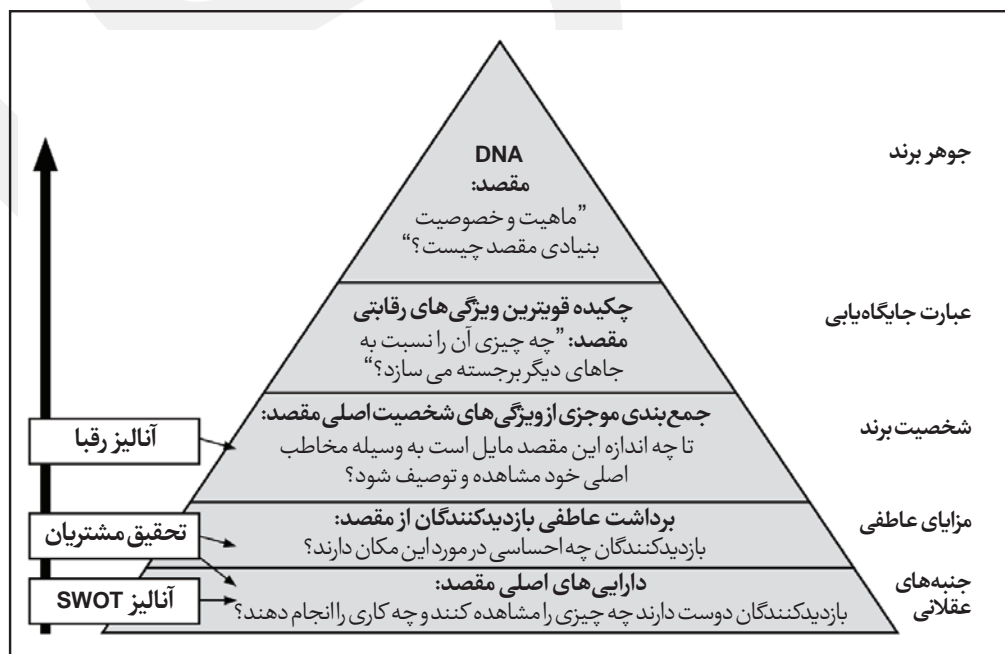 جوهر برند
DNA
مقصد:
”ماهیت و خصوصیت
بنیادی مقصد چیست؟“
عبارت جایگاه‌یابی
چکیده قویترین ویژگی‌های رقابتی
مقصد: ”چه چیزی آن را نسبت به
جاهای دیگر برجسته می سازد؟“
شخصیت برند
جمع‌بندی موجزی از ویژگی‌های شخصیت اصلی مقصد:
تا چه اندازه این مقصد مایل است به وسیله مخاطب
اصلی خود مشاهده و توصیف شود؟
آنالیز رقبا
مزایای عاطفی
برداشت عاطفی بازدیدکنندگان از مقصد:
بازدیدکنندگان چه احساسی در مورد این مکان دارند؟
تحقیق مشتریان
جنبه‌های
عقلانی
دارایی‌های اصلی مقصد:
بازدیدکنندگان دوست دارند چه چیزی را مشاهده کنند و چه کاری را انجام دهند؟
آنالیز SWOT